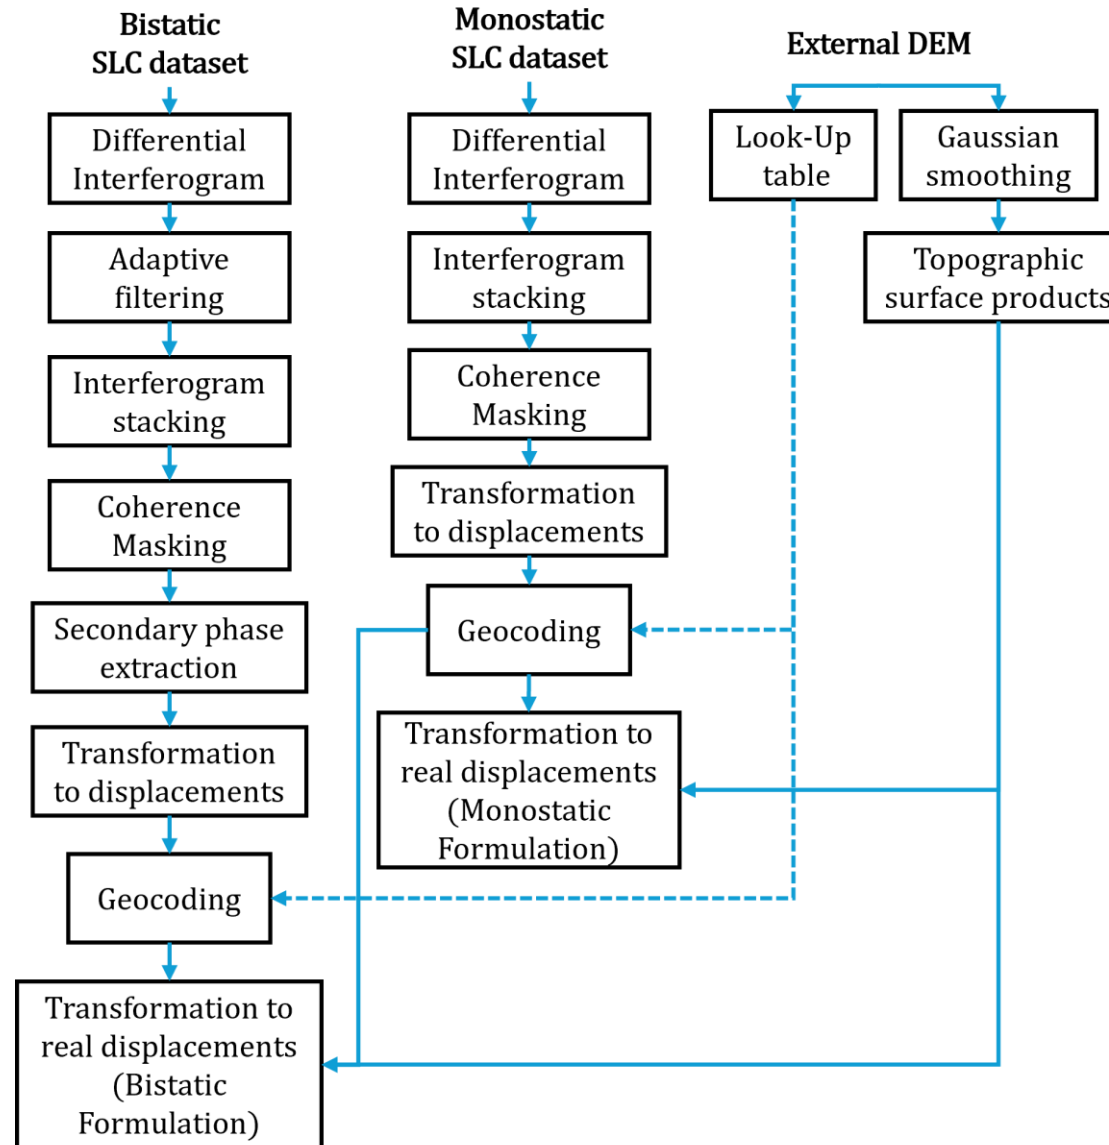 Bistatic
SLC dataset
Differential
Interferogram
Adaptive
filtering
Interferogram
stacking
Coherence
Masking
Secondary phase
extraction
Transformation
to displacements
Geocoding
Transformation to
real displacements
(Bistatic
Formulation)
Monostatic
SLC dataset
Differential
Interferogram
Interferogram
stacking
Coherence
Masking
Transformation
to displacements
Geocoding
Transformation to
real displacements
(Monostatic
Formulation)
External DEM
Look-Up
table
Gaussian
smoothing
Topographic
surface products